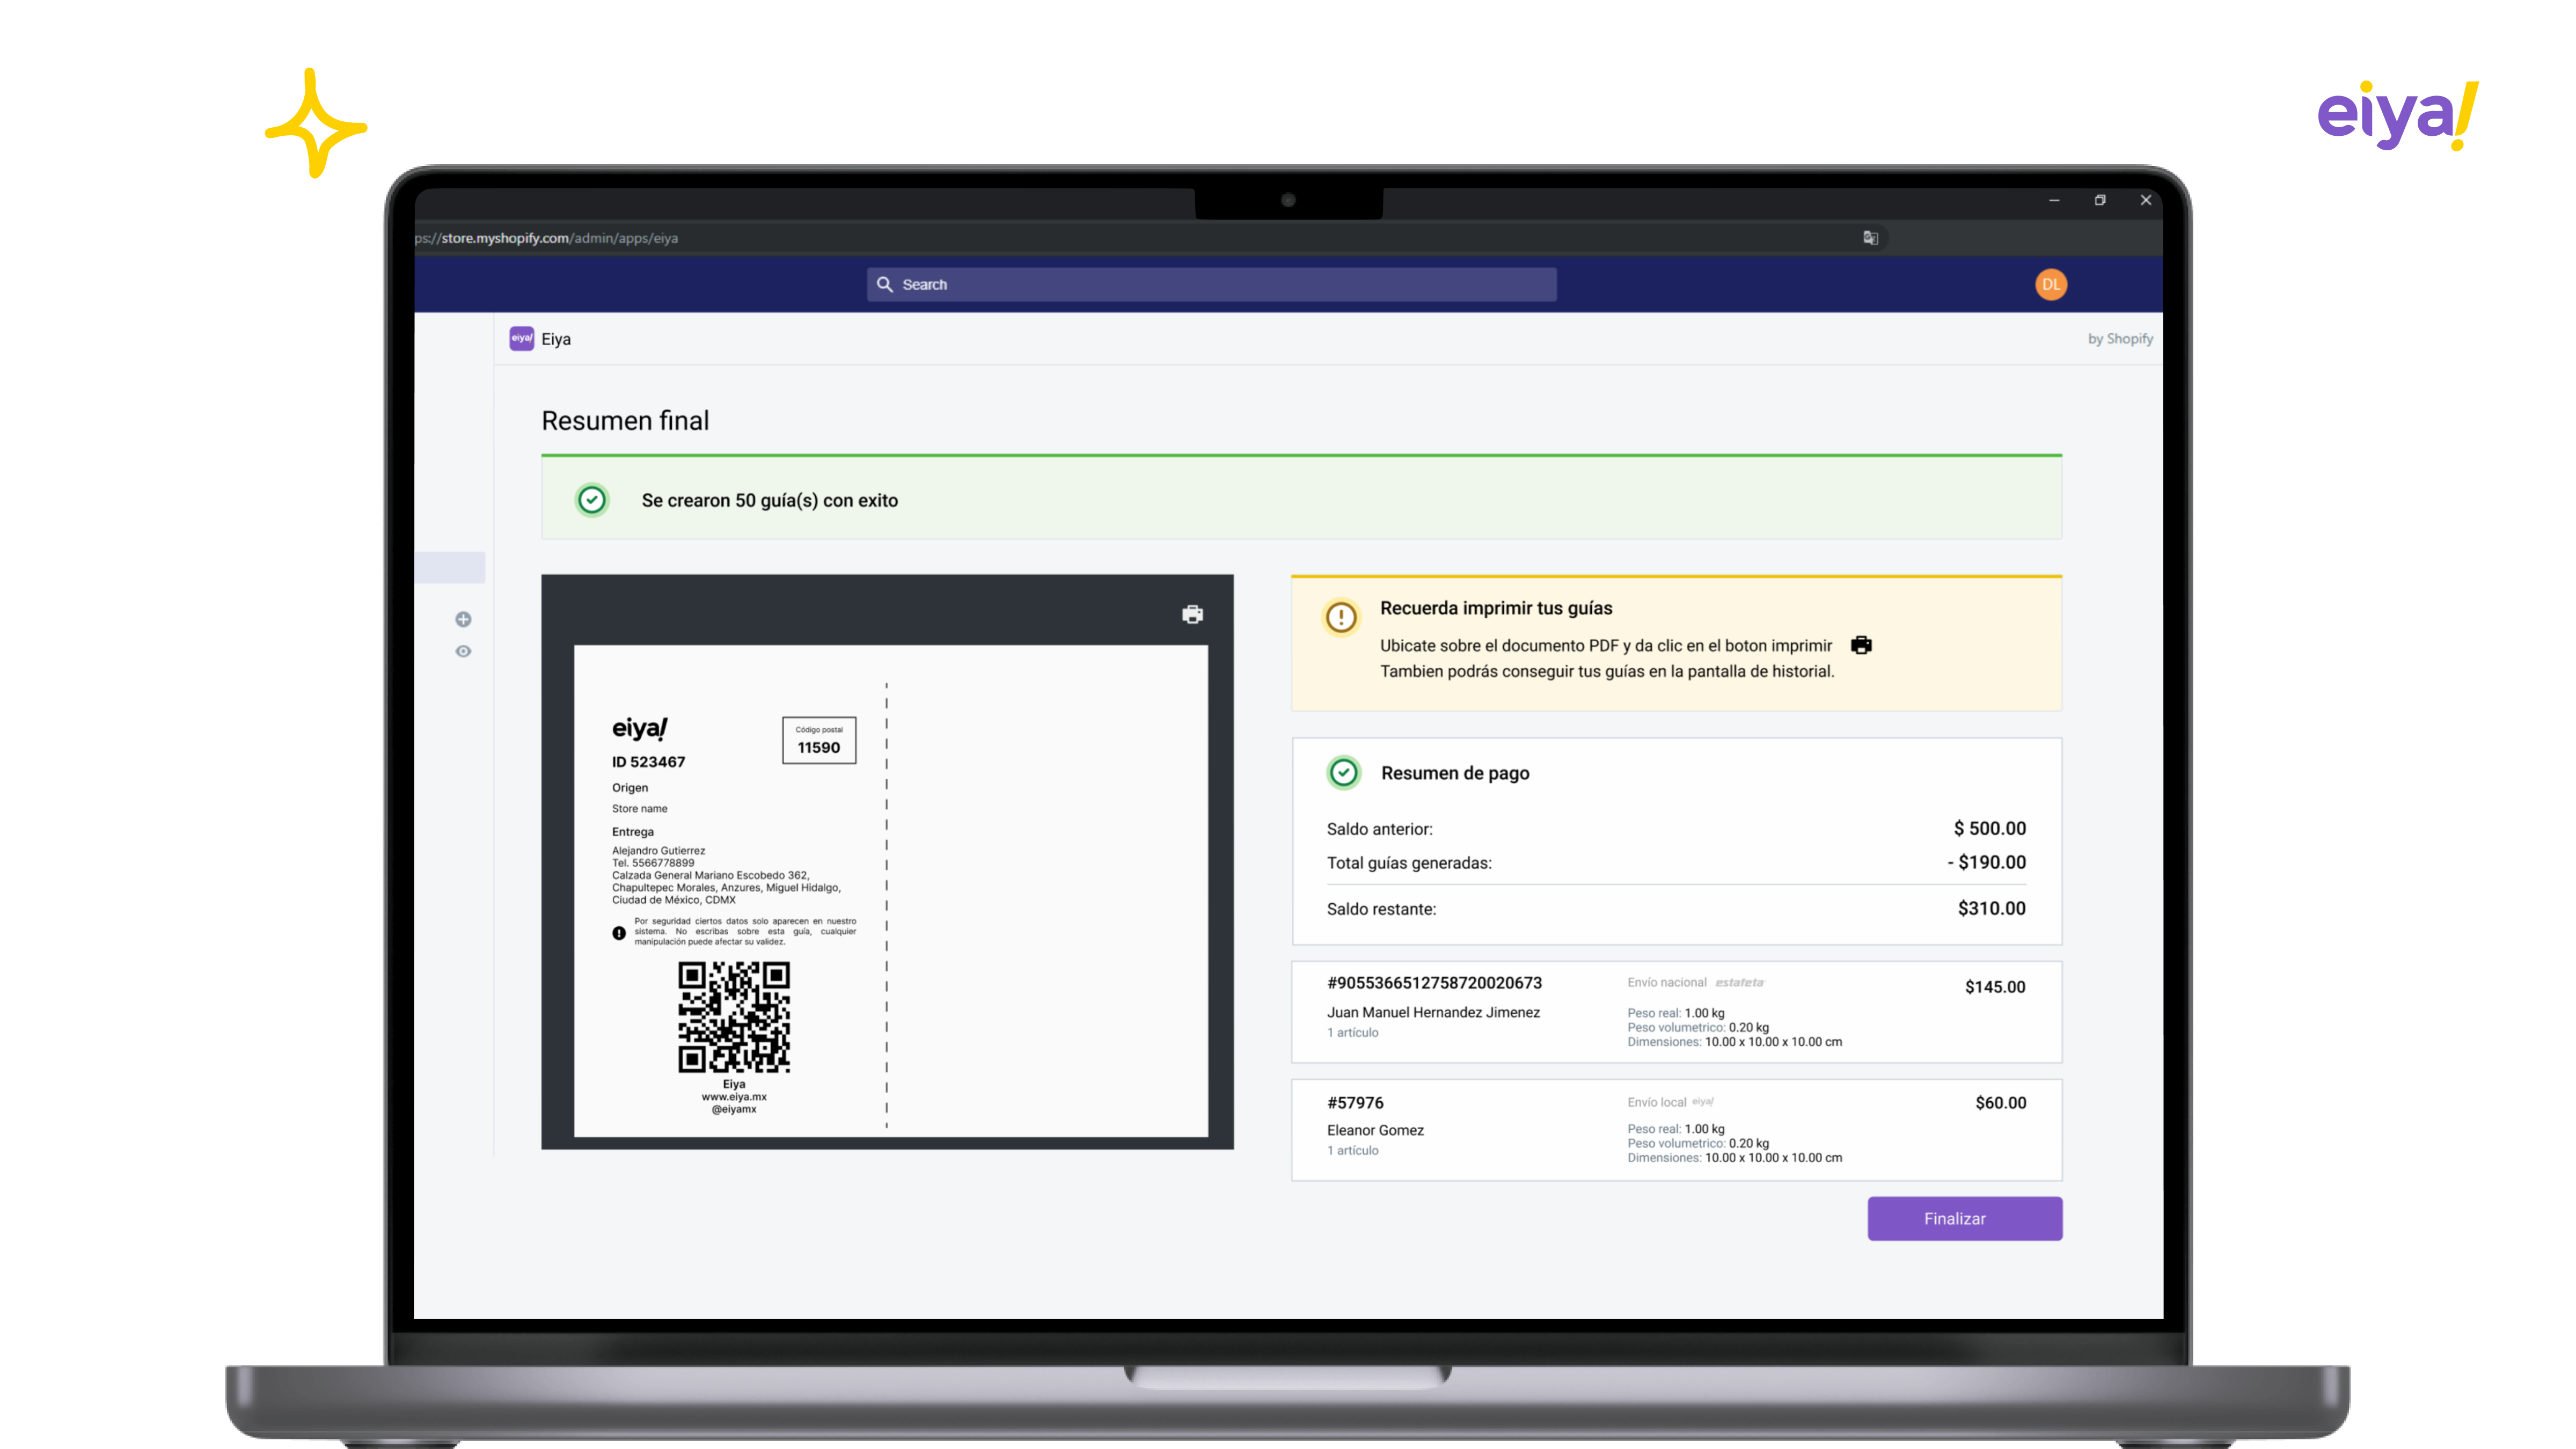 eiya!
ps://store.myshopify.com/admin/apps/eiya
Search
DL
eiya!
Eiya
by Shopify
Resumen final
Se crearon 50 guía(s) con exito
eiya!
Código postal
11590
ID 523467
Origen
Store name
Entrega
Alejandro Gutierrez
Tel. 5566778899
Calzada General Mariano Escobedo 362,
Chapultepec Morales, Anzures, Miguel Hidalgo,
Ciudad de México, CDMX
Por seguridad ciertos datos solo aparecen en nuestro
sistema. No escribas sobre esta guía, cualquier
manipulación puede afectar su validez.
Eiya
www.eiya.mx
@eiyamx
Recuerda imprimir tus guías
Ubicate sobre el documento PDF y da clic en el boton imprimir
Tambien podrás conseguir tus guías en la pantalla de historial.
Resumen de pago
Saldo anterior: $ 500.00
Total guías generadas: - $190.00
Saldo restante: $310.00
#9055366512758720020673
Juan Manuel Hernandez Jimenez
1 artículo
Envío nacional estafeta
Peso real: 1.00 kg
Peso volumetrico: 0.20 kg
Dimensiones: 10.00 x 10.00 x 10.00 cm
$145.00
#57976
Eleanor Gomez
1 artículo
Envío local eiya!
Peso real: 1.00 kg
Peso volumetrico: 0.20 kg
Dimensiones: 10.00 x 10.00 x 10.00 cm
$60.00
Finalizar